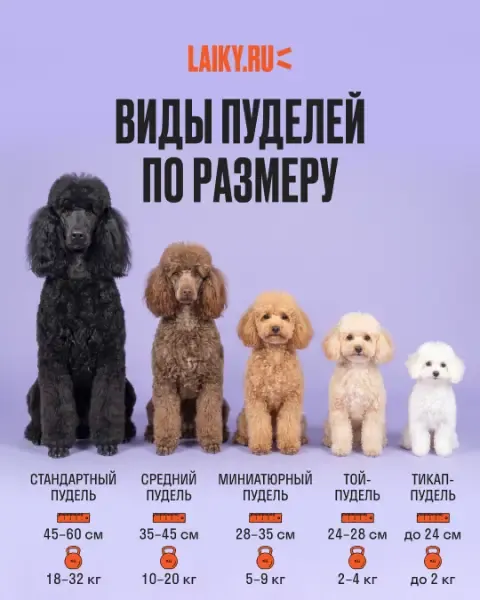 LAIKY.RU
ВИДЫ ПУДЕЛЕЙ
ПО РАЗМЕРУ
СТАНДАРТНЫЙ
ПУДЕЛЬ
45–60 см
18–32 кг
СРЕДНИЙ
ПУДЕЛЬ
35–45 см
10–20 кг
МИНИАТЮРНЫЙ
ПУДЕЛЬ
28–35 см
5–9 кг
ТОЙ-
ПУДЕЛЬ
24–28 см
2–4 кг
ТИКАП-
ПУДЕЛЬ
до 24 см
до 2 кг